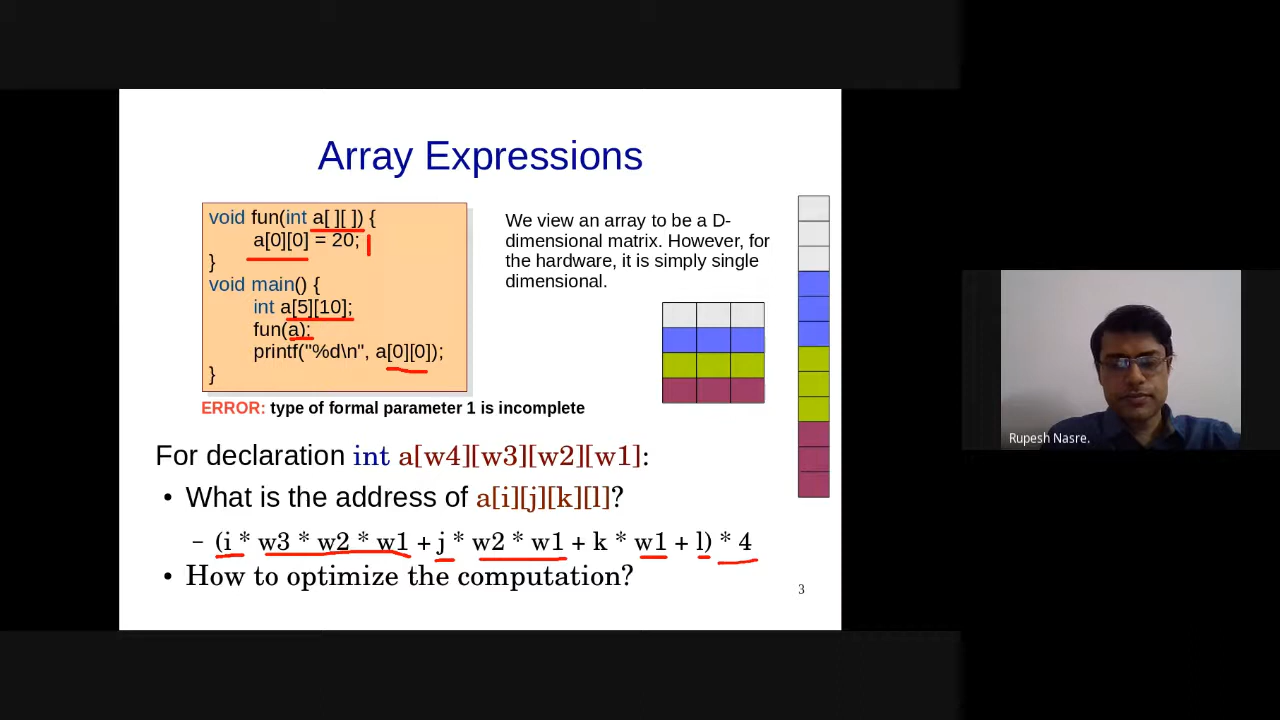 Array Expressions
void fun(int a[ ][ ]) {
a[0][0] = 20;
}
void main() {
int a[5][10];
fun(a);
printf("%d\n", a[0][0]);
}
ERROR: type of formal parameter 1 is incomplete
We view an array to be a D-
dimensional matrix. However, for
the hardware, it is simply single
dimensional.
For declaration int a[w4][w3][w2][w1]:
• What is the address of a[i][j][k][l]?
– (i * w3 * w2 * w1 + j * w2 * w1 + k * w1 + l) * 4
• How to optimize the computation?
3
Rupesh Nasre.